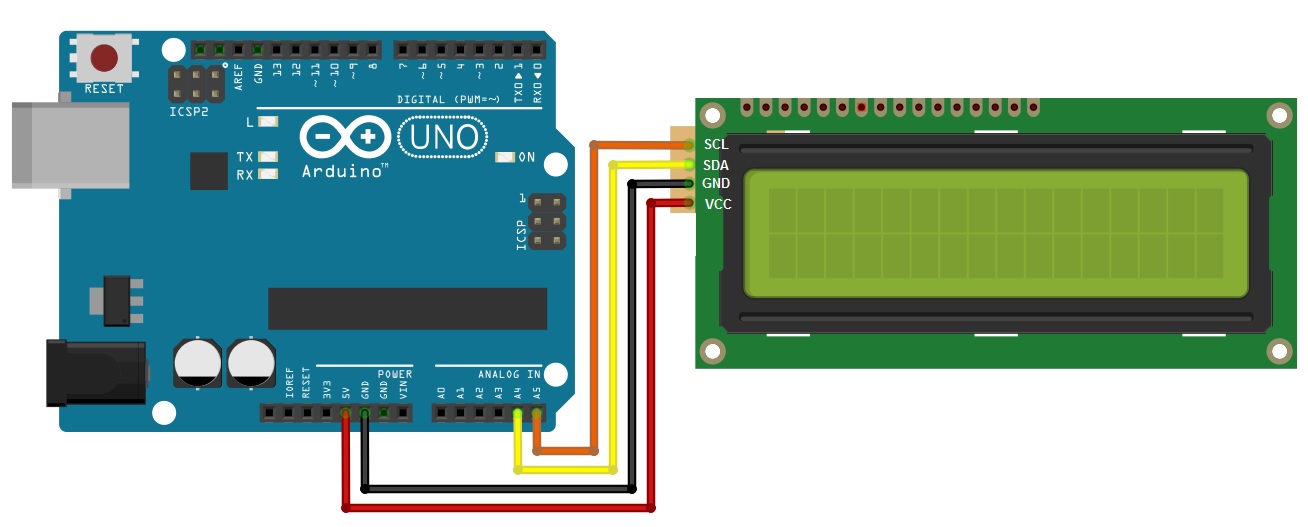 RESET
ICSP2
AREF
GND
13
12
~11
~10
~9
8
7
~6
~5
4
~3
2
TX0▶1
RX0◀0
DIGITAL (PWM=~)
L
TX
RX
Arduino™
UNO
ON
1
ICSP
SCL
SDA
GND
VCC
POWER
ANALOG IN
IOREF
RESET
3V3
5V
GND
GND
VIN
A0
A1
A2
A3
A4
A5